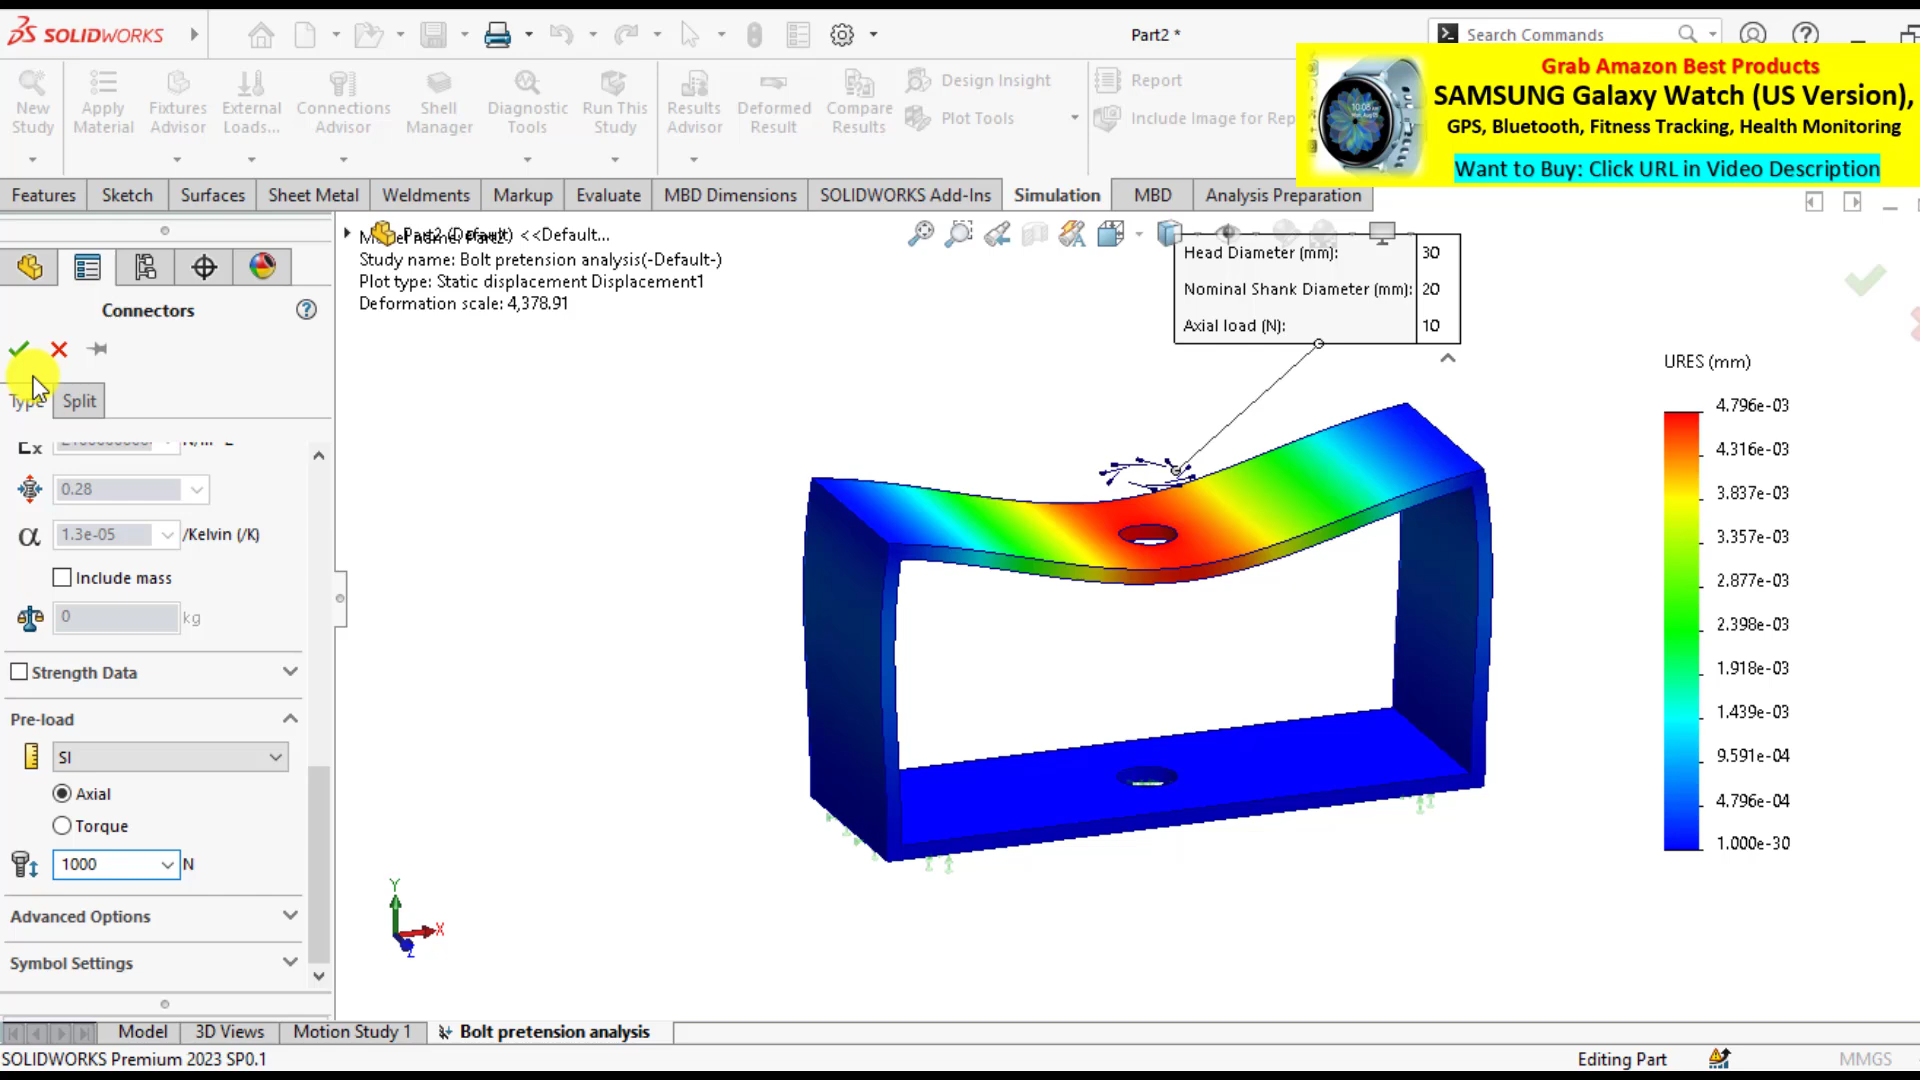 SOLIDWORKS
Part2 *
Search Commands
New Study
Apply Material
Fixtures Advisor
External Loads...
Connections Advisor
Shell Manager
Diagnostic Tools
Run This Study
Results Advisor
Deformed Result
Compare Results
Design Insight
Plot Tools
Report
Include Image for Rep
Grab Amazon Best Products
SAMSUNG Galaxy Watch (US Version),
GPS, Bluetooth, Fitness Tracking, Health Monitoring
Want to Buy: Click URL in Video Description
Features
Sketch
Surfaces
Sheet Metal
Weldments
Markup
Evaluate
MBD Dimensions
SOLIDWORKS Add-Ins
Simulation
MBD
Analysis Preparation
Part2 (Default) <<Default...
Study name: Bolt pretension analysis(-Default-)
Plot type: Static displacement Displacement1
Deformation scale: 4,378.91
Head Diameter (mm): 30
Nominal Shank Diameter (mm): 20
Axial load (N): 10
Connectors
Type
Split
Ex
0.28
α 1.3e-05 /Kelvin (/K)
Include mass
0 kg
Strength Data
Pre-load
SI
Axial
Torque
1000 N
Advanced Options
Symbol Settings
URES (mm)
4.796e-03
4.316e-03
3.837e-03
3.357e-03
2.877e-03
2.398e-03
1.918e-03
1.439e-03
9.591e-04
4.796e-04
1.000e-30
Y
X
Z
Model
3D Views
Motion Study 1
Bolt pretension analysis
SOLIDWORKS Premium 2023 SP0.1
Editing Part
MMGS